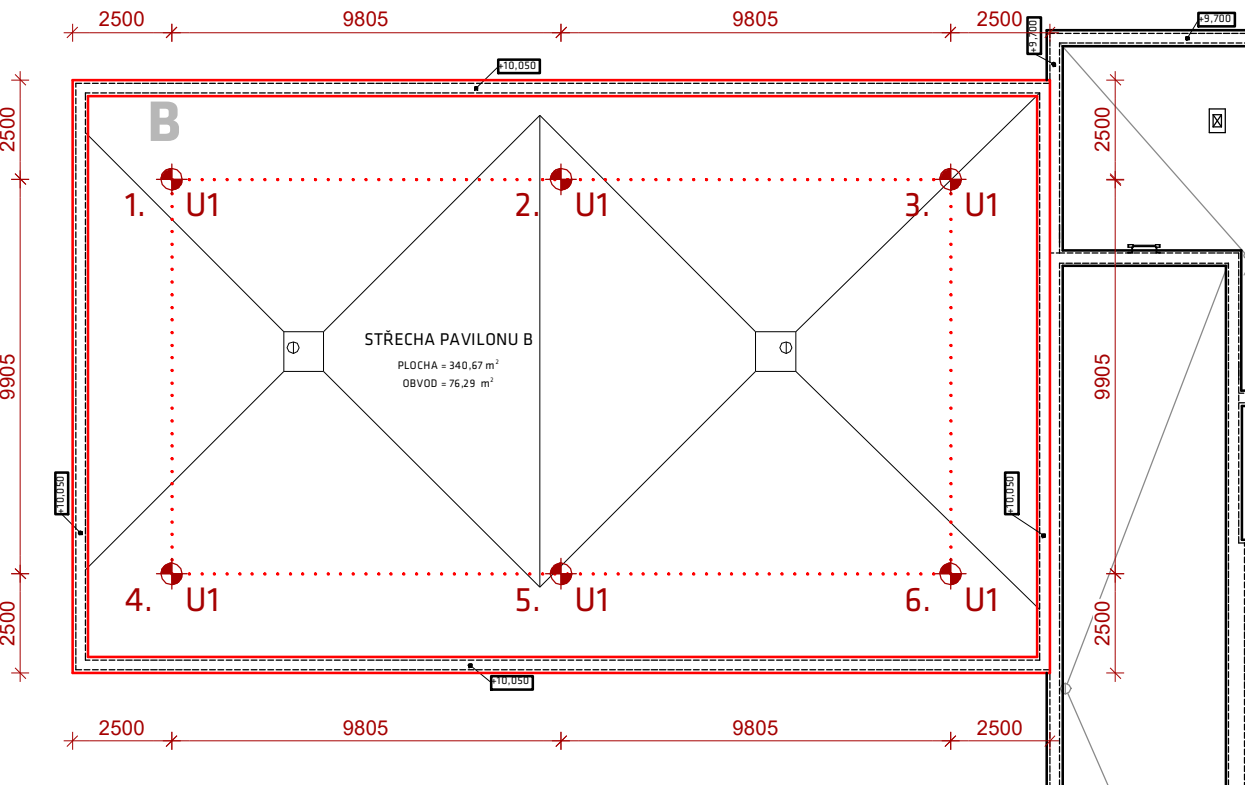 2500 9805 9805 2500
+9,700
+9,700
+10,050
B
2500
2500
1. U1
2. U1
3. U1
STŘECHA PAVILONU B
PLOCHA = 340,67 m²
OBVOD = 76,29 m²
9905
9905
+10,050
+10,050
4. U1
5. U1
6. U1
2500
2500
+10,050
2500 9805 9805 2500